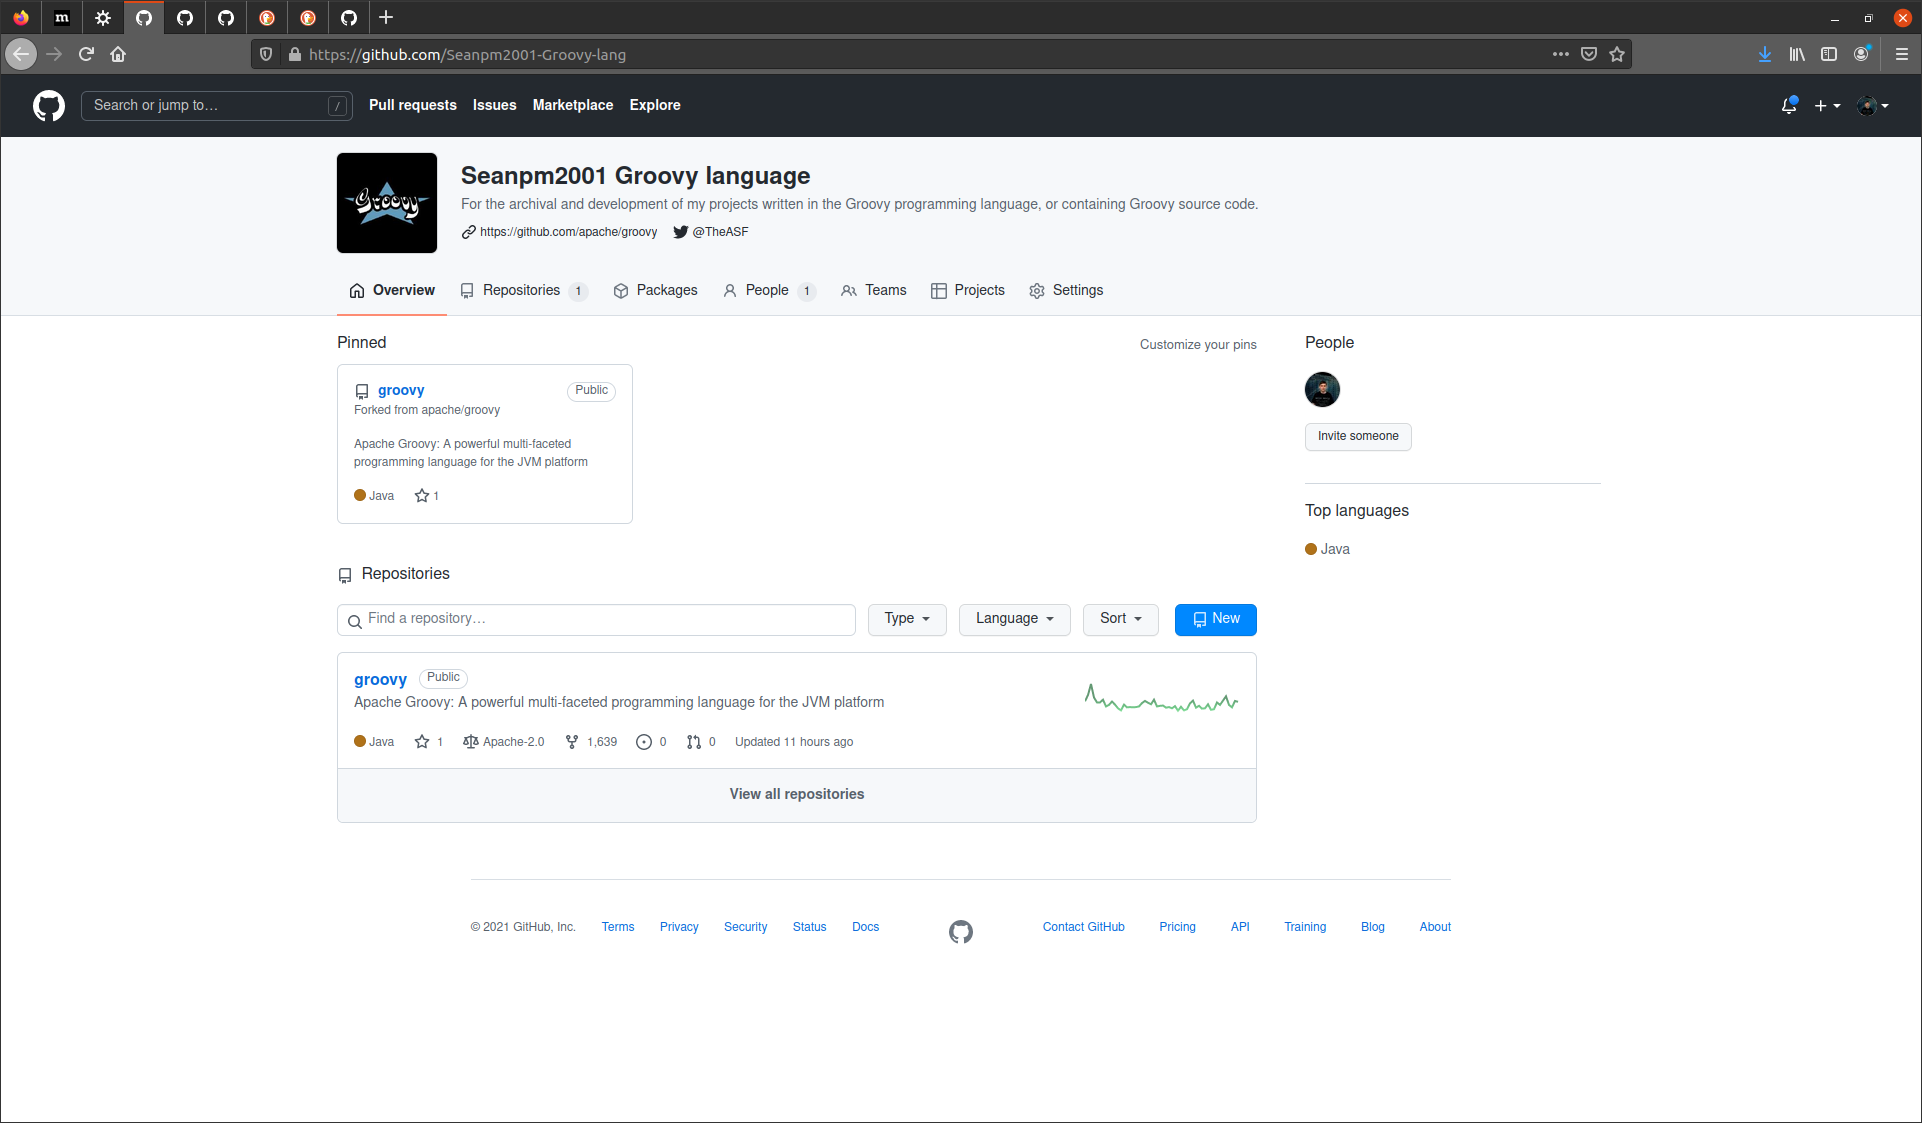 m
https://github.com/Seanpm2001-Groovy-lang
Search or jump to… /
Pull requests Issues Marketplace Explore
Groovy
Seanpm2001 Groovy language
For the archival and development of my projects written in the Groovy programming language, or containing Groovy source code.
https://github.com/apache/groovy @TheASF
Overview Repositories 1 Packages People 1 Teams Projects Settings
Pinned
Customize your pins
groovy Public
Forked from apache/groovy
Apache Groovy: A powerful multi-faceted
programming language for the JVM platform
Java 1
People
Invite someone
Top languages
Java
Repositories
Find a repository… Type Language Sort New
groovy Public
Apache Groovy: A powerful multi-faceted programming language for the JVM platform
Java 1 Apache-2.0 1,639 0 0 Updated 11 hours ago
View all repositories
© 2021 GitHub, Inc. Terms Privacy Security Status Docs Contact GitHub Pricing API Training Blog About